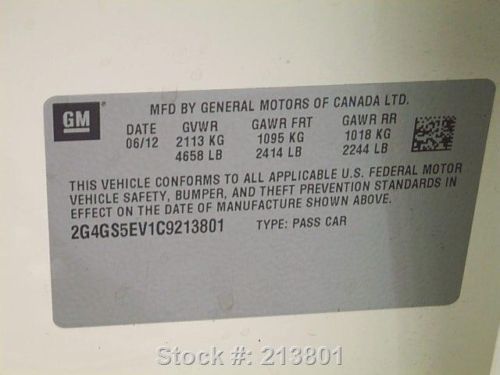 GM
MFD BY GENERAL MOTORS OF CANADA LTD.
DATE GVWR GAWR FRT GAWR RR
06/12 2113 KG 1095 KG 1018 KG
4658 LB 2414 LB 2244 LB
THIS VEHICLE CONFORMS TO ALL APPLICABLE U.S. FEDERAL MOTOR
VEHICLE SAFETY, BUMPER, AND THEFT PREVENTION STANDARDS IN
EFFECT ON THE DATE OF MANUFACTURE SHOWN ABOVE.
2G4GS5EV1C9213801 TYPE: PASS CAR
Stock #: 213801